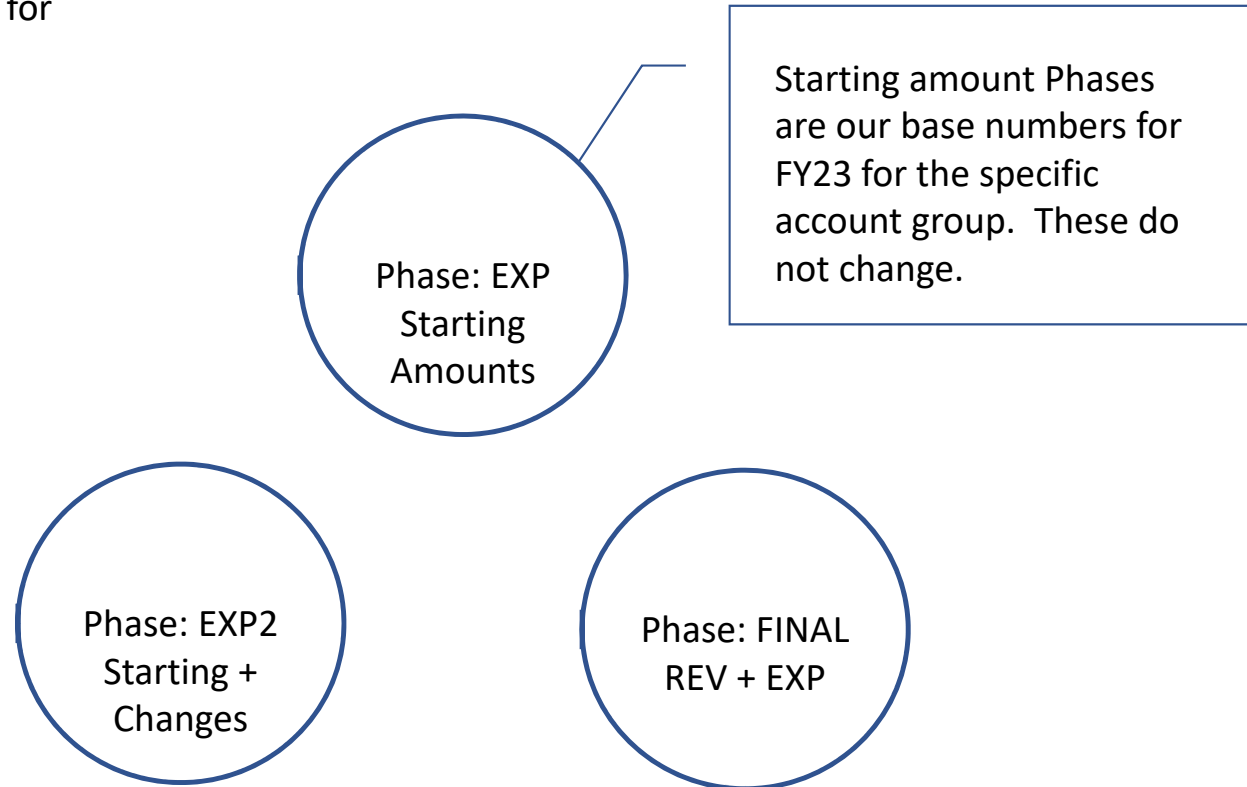 for
Starting amount Phases
are our base numbers for
FY23 for the specific
account group.  These do
not change.
Phase: EXP
Starting
Amounts
Phase: EXP2
Starting +
Changes
Phase: FINAL
REV + EXP